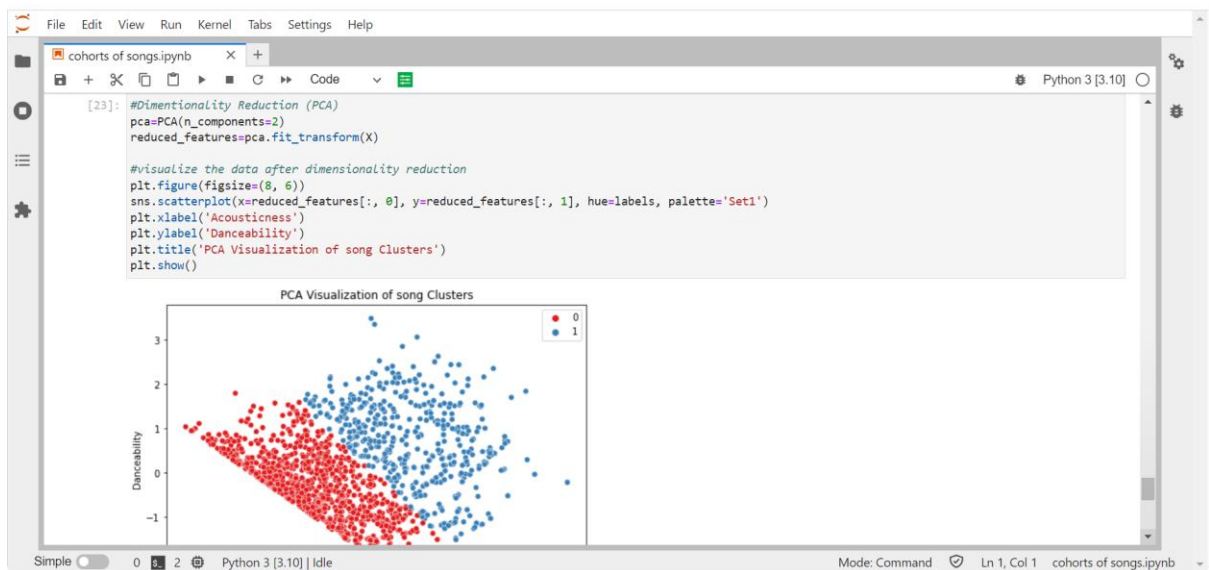 File Edit View Run Kernel Tabs Settings Help
cohorts of songs.ipynb
Code
Python 3 [3.10]
[23]: #Dimentionality Reduction (PCA)
pca=PCA(n_components=2)
reduced_features=pca.fit_transform(X)
#visualize the data after dimensionality reduction
plt.figure(figsize=(8, 6))
sns.scatterplot(x=reduced_features[:, 0], y=reduced_features[:, 1], hue=labels, palette='Set1')
plt.xlabel('Acousticness')
plt.ylabel('Danceability')
plt.title('PCA Visualization of song Clusters')
plt.show()
PCA Visualization of song Clusters
0
1
3
2
1
0
−1
Danceability
Simple 0 $_ 2 Python 3 [3.10] | Idle Mode: Command Ln 1, Col 1 cohorts of songs.ipynb